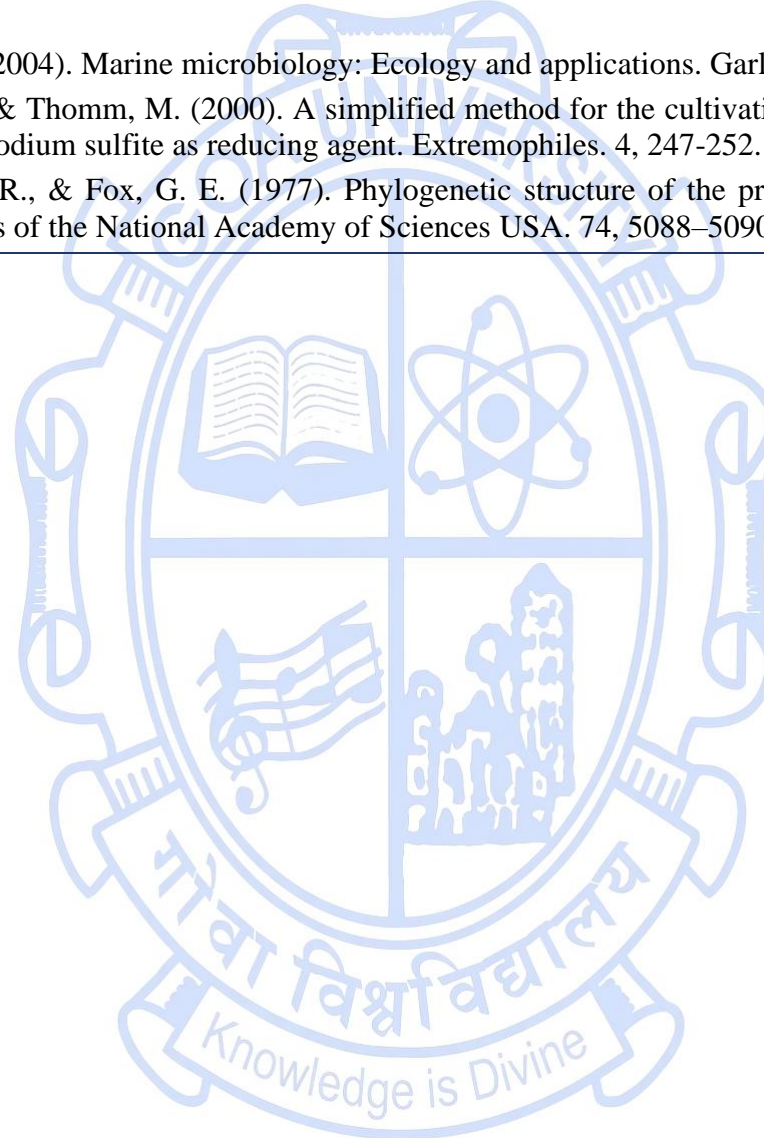 2004). Marine microbiology: Ecology and applications. Garl
& Thomm, M. (2000). A simplified method for the cultivati
odium sulfite as reducing agent. Extremophiles. 4, 247-252.
R., & Fox, G. E. (1977). Phylogenetic structure of the pr
s of the National Academy of Sciences USA. 74, 5088–5090
GOA UNIVERSITY
गोंवा विश्वविद्यालय
Knowledge is Divine